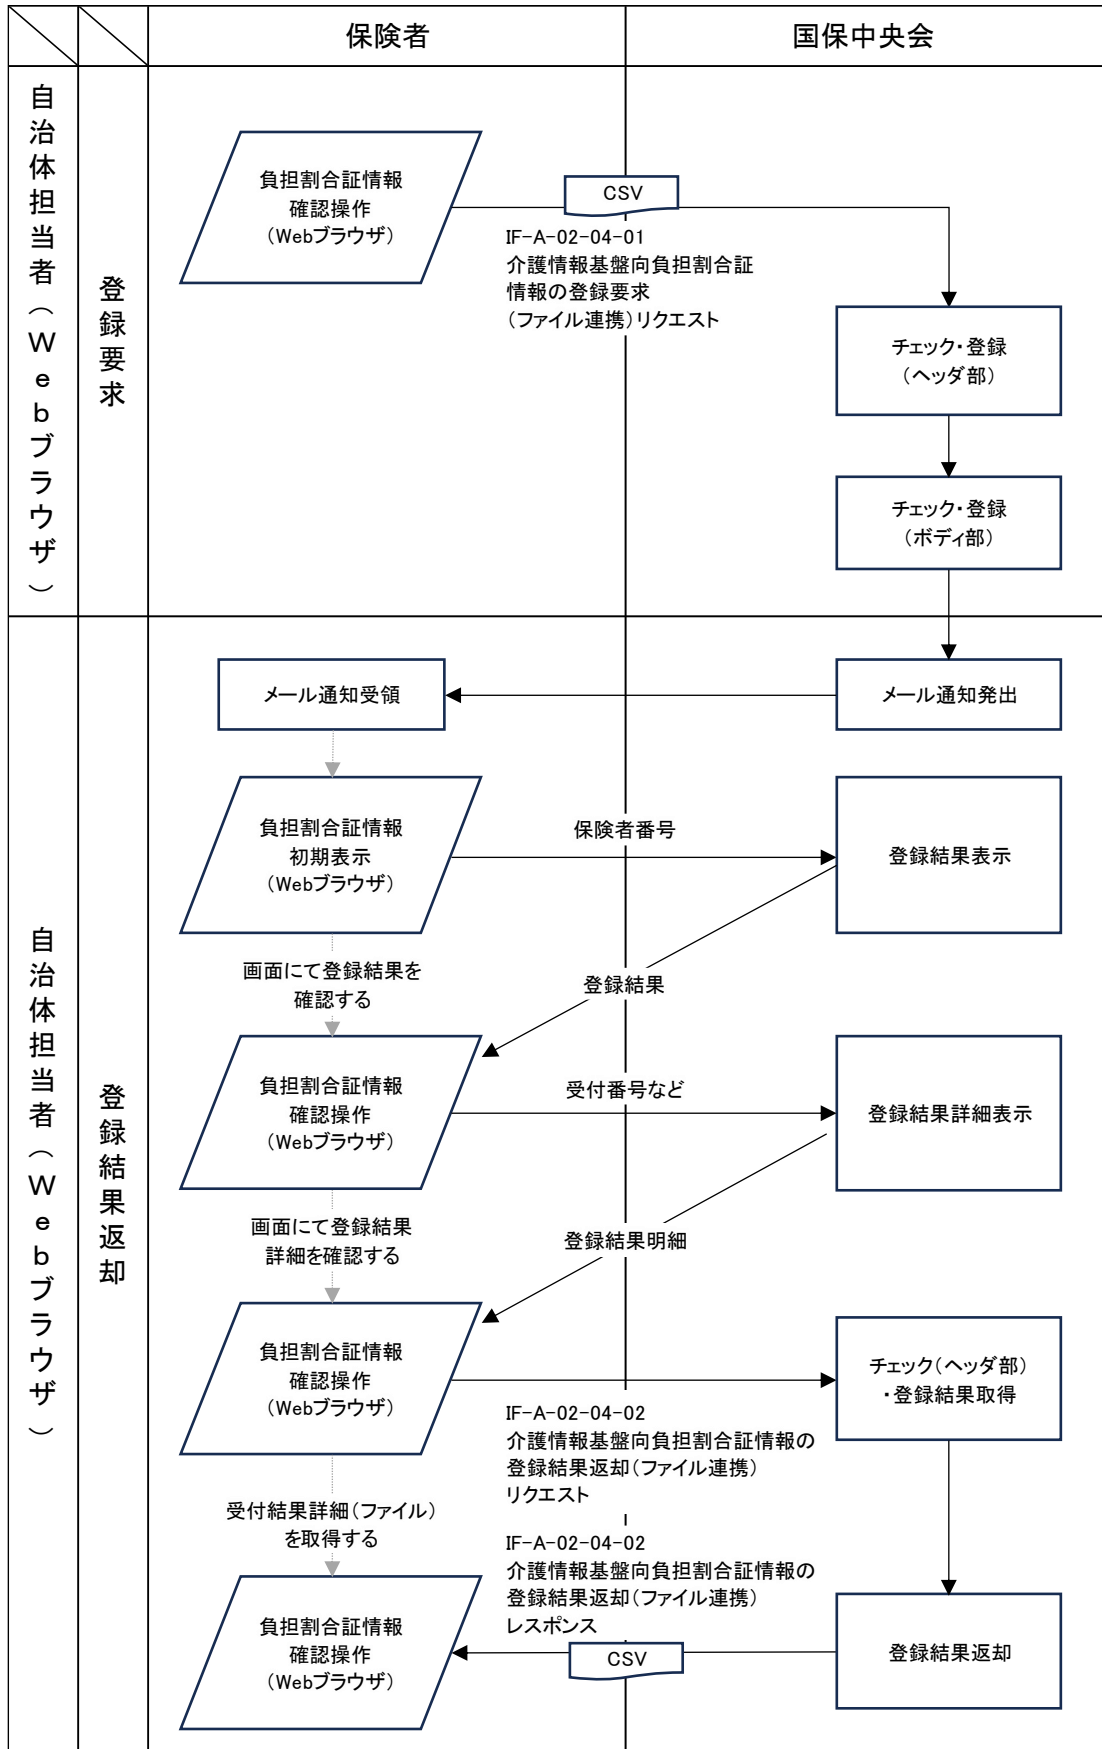 保険者
国保中央会
自治体担当者（Webブラウザ）
登録要求
負担割合証情報
確認操作
（Webブラウザ）
CSV
IF-A-02-04-01
介護情報基盤向負担割合証
情報の登録要求
（ファイル連携）リクエスト
チェック・登録
（ヘッダ部）
チェック・登録
（ボディ部）
自治体担当者（Webブラウザ）
登録結果返却
メール通知受領
メール通知発出
負担割合証情報
初期表示
（Webブラウザ）
保険者番号
登録結果表示
画面にて登録結果を
確認する
登録結果
負担割合証情報
確認操作
（Webブラウザ）
受付番号など
登録結果詳細表示
画面にて登録結果
詳細を確認する
登録結果明細
負担割合証情報
確認操作
（Webブラウザ）
チェック（ヘッダ部）
・登録結果取得
IF-A-02-04-02
介護情報基盤向負担割合証情報の
登録結果返却（ファイル連携）
リクエスト
受付結果詳細（ファイル）
を取得する
IF-A-02-04-02
介護情報基盤向負担割合証情報の
登録結果返却（ファイル連携）
レスポンス
負担割合証情報
確認操作
（Webブラウザ）
CSV
登録結果返却